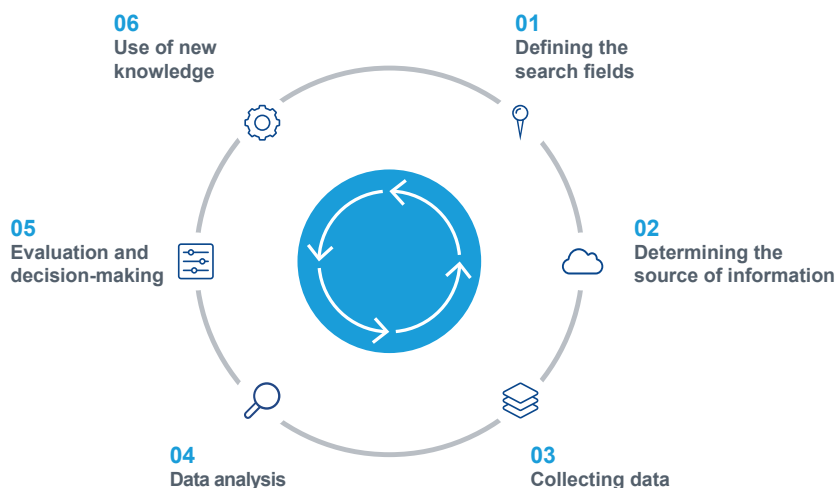 01
Defining the
search fields
02
Determining the
source of information
03
Collecting data
04
Data analysis
05
Evaluation and
decision-making
06
Use of new
knowledge